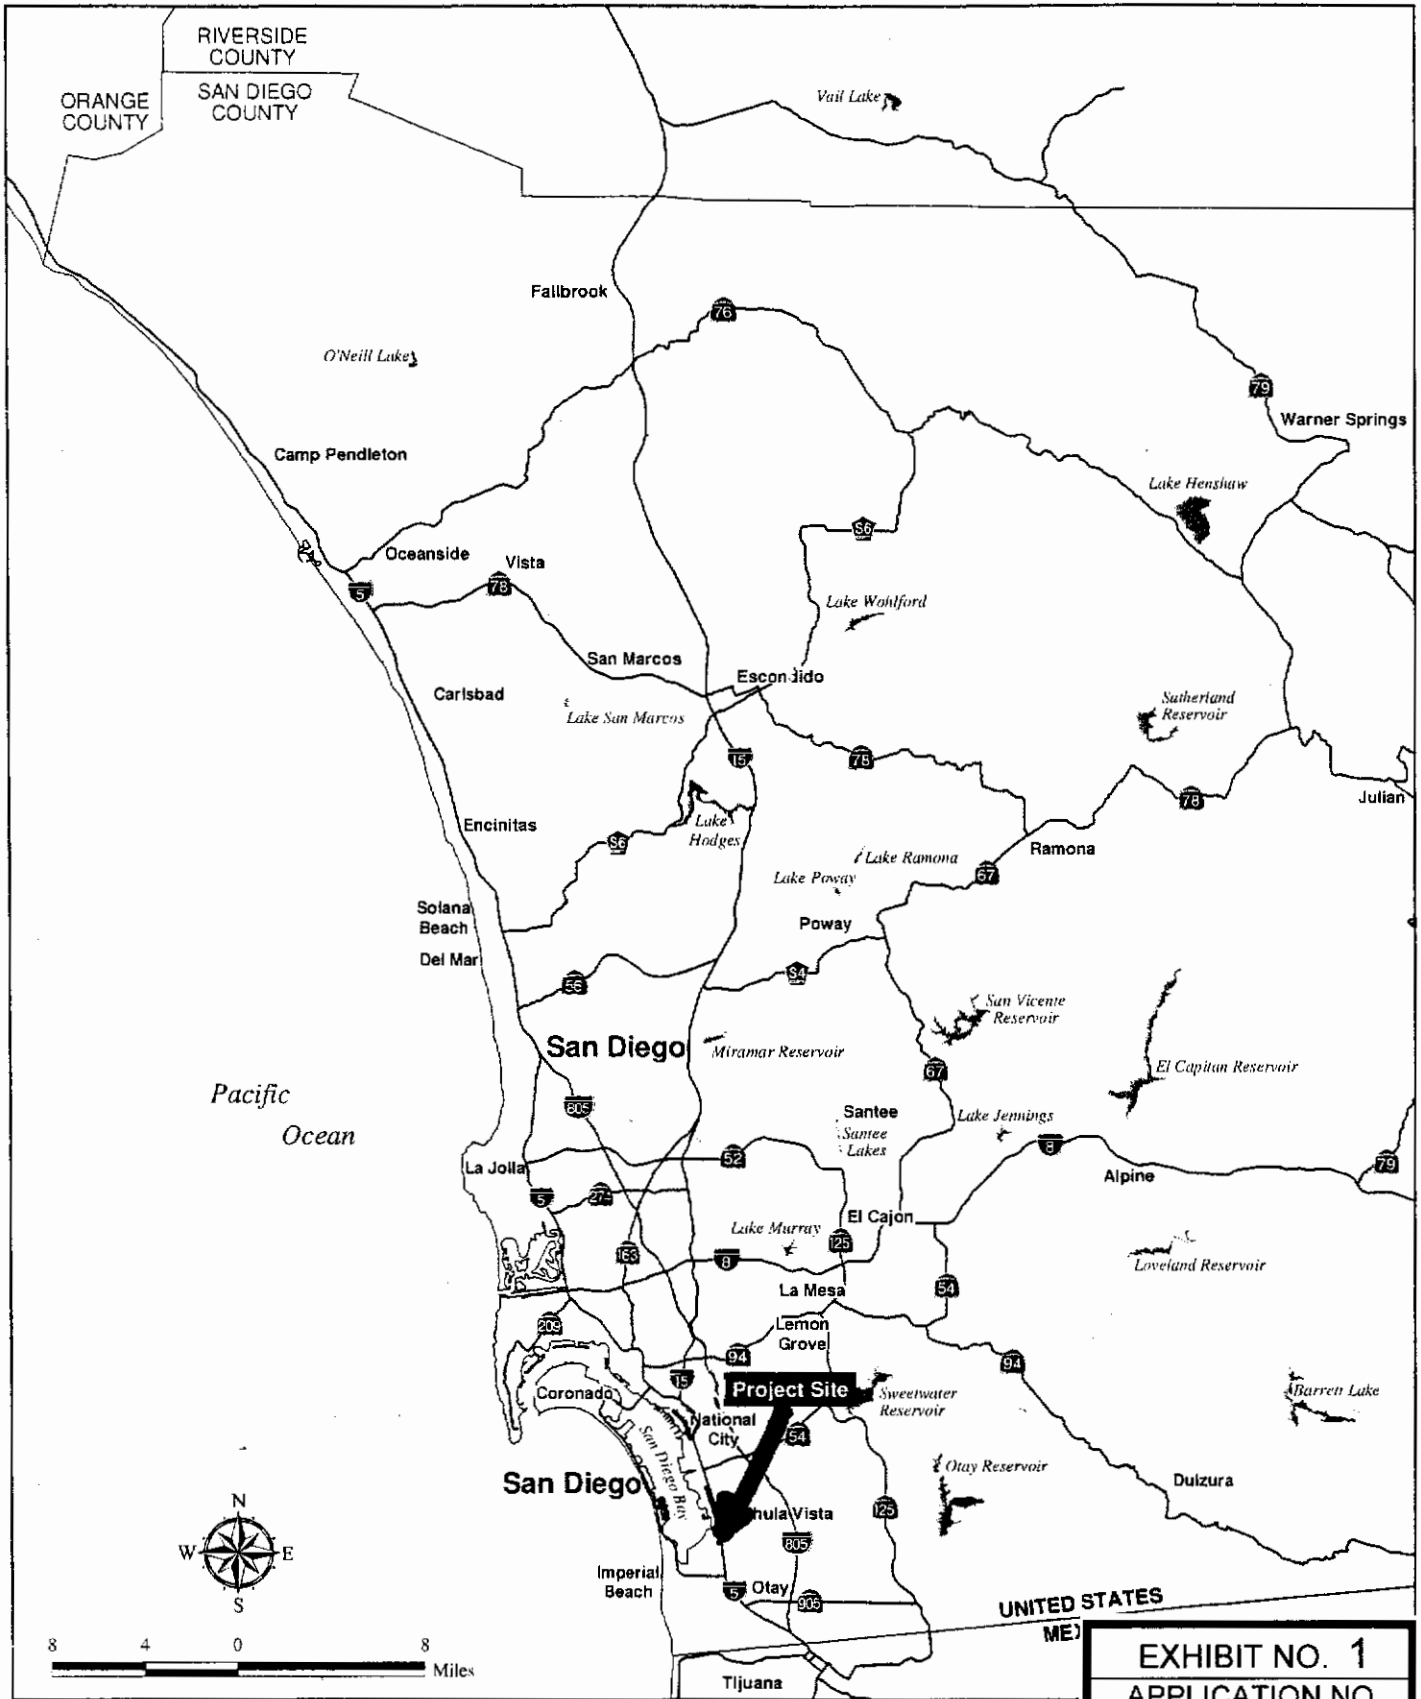 RIVERSIDE
COUNTY
ORANGE
COUNTY
SAN DIEGO
COUNTY
Vail Lake
Fallbrook
76
O'Neill Lake
79
Warner Springs
Camp Pendleton
Lake Henshaw
S6
Oceanside
Vista
78
5
Lake Wohlford
San Marcos
Escondido
Carlsbad
Lake San Marcos
Sutherland
Reservoir
15
78
78
Julian
Encinitas
Lake
Hodges
S6
Ramona
Lake Ramona
67
Lake Poway
Solana
Beach
Poway
Del Mar
S4
56
San Vicente
Reservoir
San Diego
Miramar Reservoir
67
El Capitan Reservoir
Pacific
Ocean
805
Santee
Santee
Lakes
Lake Jennings
8
52
La Jolla
79
Alpine
5
274
El Cajon
Lake Murray
125
163
8
Loveland Reservoir
La Mesa
54
209
Lemon
Grove
94
94
15
Project Site
Coronado
Sweetwater
Reservoir
Barrett Lake
National
City
54
San Diego Bay
San Diego
Otay Reservoir
Dulzura
125
hula Vista
805
N
W
E
S
Imperial
Beach
5
Otay
905
UNITED STATES
MEX
8 4 0 8
Miles
Tijuana
EXHIBIT NO. 1
APPLICATION NO.